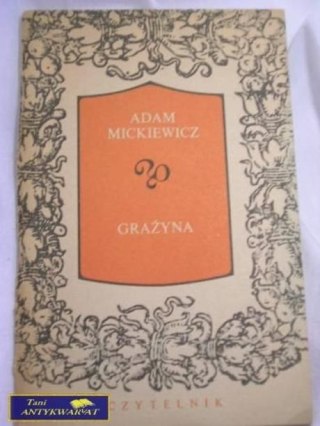 ADAM
MICKIEWICZ
GRAŻYNA
CZYTELNIK
Tani
ANTYKWARIAT